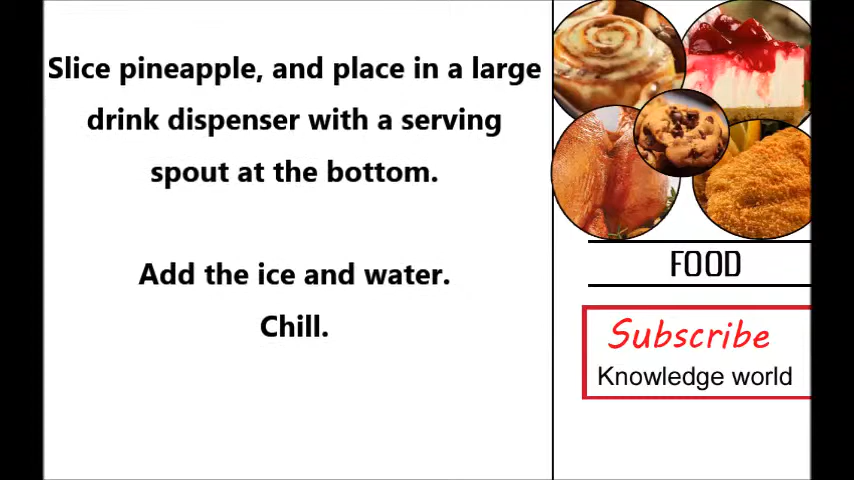 Slice pineapple, and place in a large
drink dispenser with a serving
spout at the bottom.
Add the ice and water.
Chill.
FOOD
Subscribe
Knowledge world